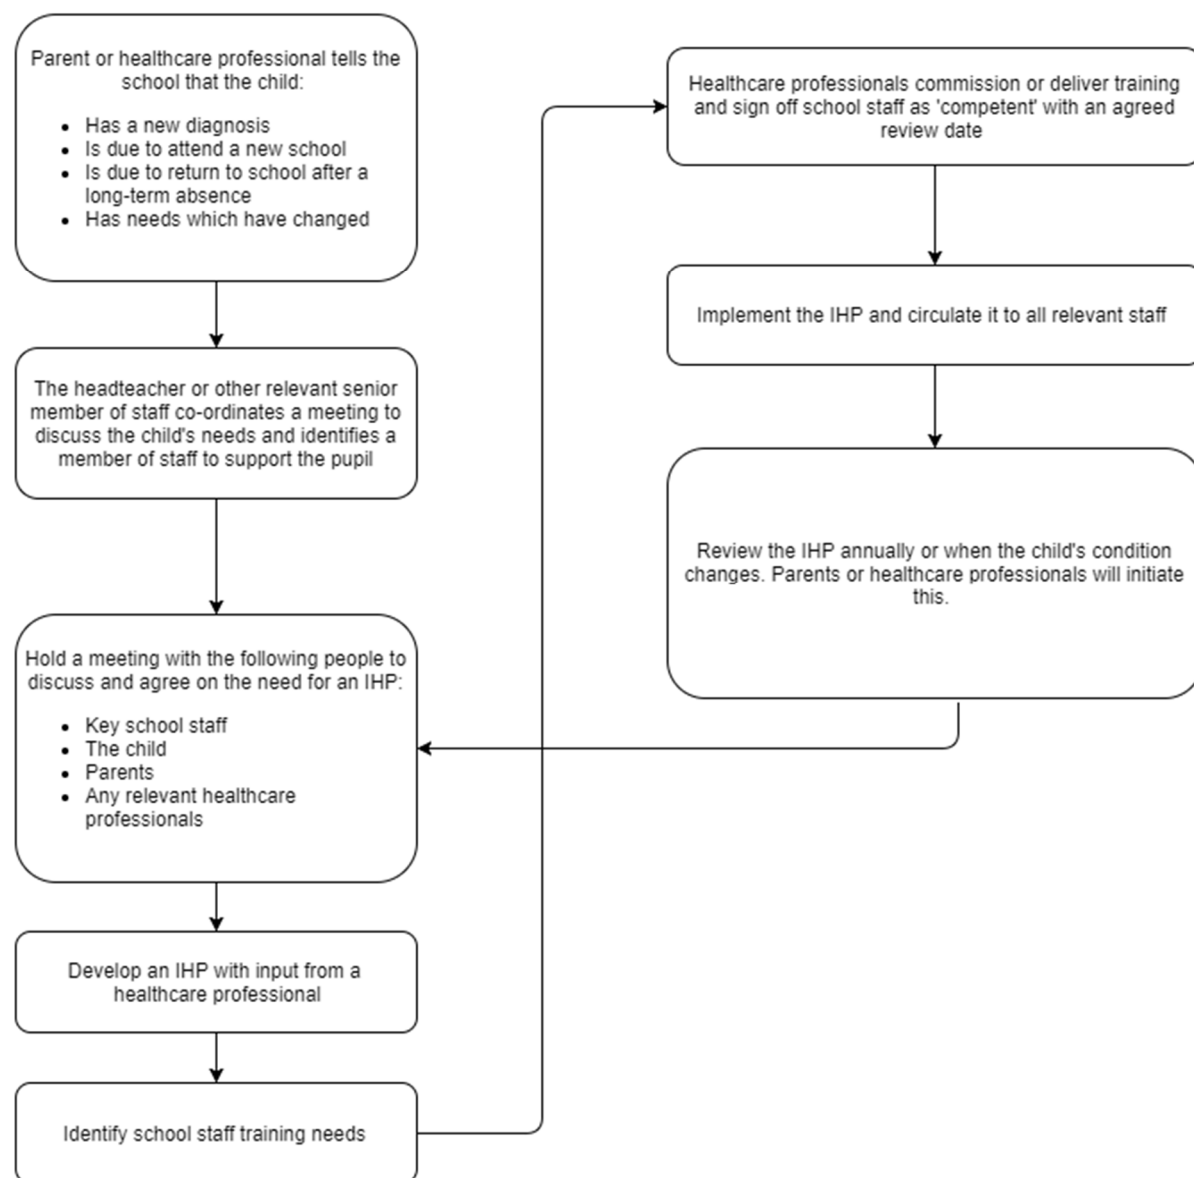 Parent or healthcare professional tells the
school that the child:
• Has a new diagnosis
• Is due to attend a new school
• Is due to return to school after a
long-term absence
• Has needs which have changed
The headteacher or other relevant senior
member of staff co-ordinates a meeting to
discuss the child's needs and identifies a
member of staff to support the pupil
Hold a meeting with the following people to
discuss and agree on the need for an IHP:
• Key school staff
• The child
• Parents
• Any relevant healthcare
professionals
Develop an IHP with input from a
healthcare professional
Identify school staff training needs
Healthcare professionals commission or deliver training
and sign off school staff as 'competent' with an agreed
review date
Implement the IHP and circulate it to all relevant staff
Review the IHP annually or when the child's condition
changes. Parents or healthcare professionals will initiate
this.